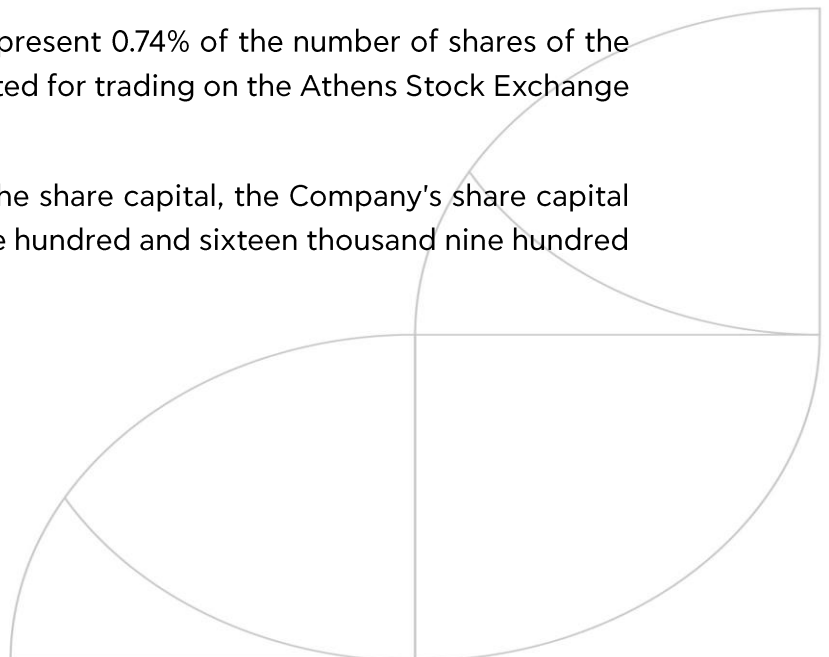 present 0.74% of the number of shares of the
ted for trading on the Athens Stock Exchange
he share capital, the Company's share capital
e hundred and sixteen thousand nine hundred